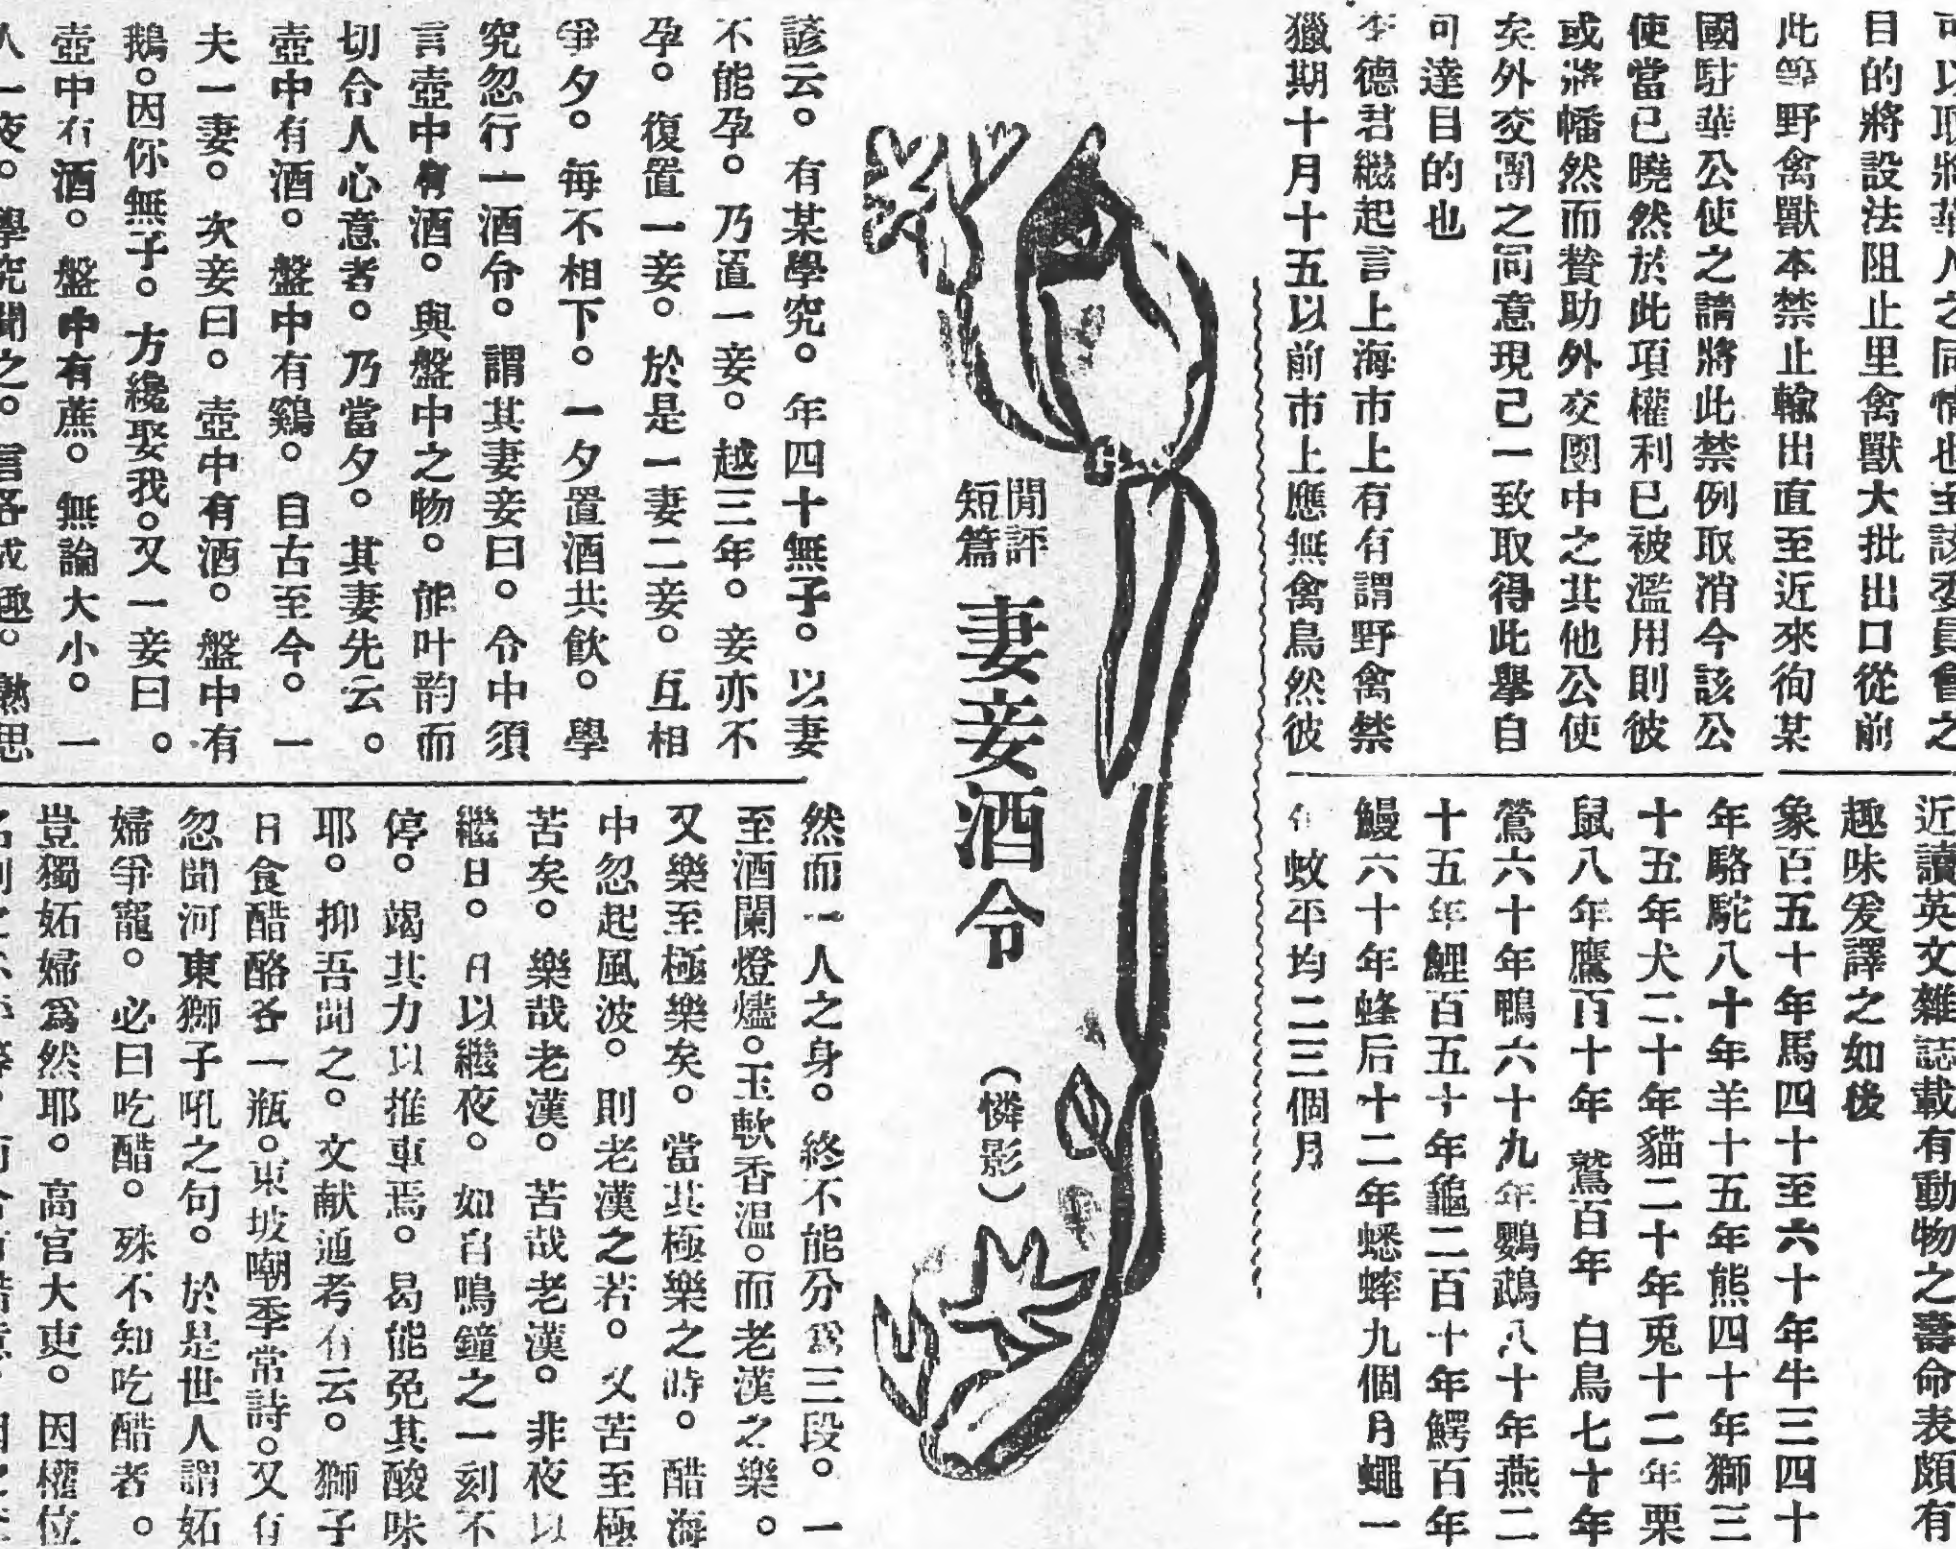 可以取將華人之同情也至該委員會之
目的將設法阻止里禽獸大批出口從前
此等野禽獸本禁止輸出直至近來徇某
國駐華公使之請將此禁例取消今該公
使當已曉然於此項權利已被濫用則彼
或將幡然而贊助外交團中之其他公使
矣外交團之同意現己一致取得此舉自
可達目的也
李德君繼起言上海市上有有謂野禽禁
獵期十月十五以前市上應無禽鳥然彼
近讀英文雜誌載有動物之壽命表頗有
趣味爰譯之如後
象百五十年馬四十至六十年牛三四十
年駱駝八十年羊十五年熊四十年獅三
十五年犬二十年貓二十年兎十二年栗
鼠八年鷹百十年 鷲百年 白鳥七十年
鶯六十年鴨六十九年鸚鵡八十年燕二
十五年鯉百五十年龜二百十年鰐百年
鰻六十年蜂后十二年蟋蟀九個月蠅一
年蚊平均二三個月
閒評
短篇
妻妾酒令
(憐影)
諺云。有某學究。年四十無子。以妻
不能孕。乃置一妾。越三年。妾亦不
孕。復置一妾。於是一妻二妾。互相
爭夕。每不相下。一夕置酒共飲。學
究忽行一酒令。謂其妻妾曰。令中須
言壺中有酒。與盤中之物。能叶韵而
切合人心意者。乃當夕。其妻先云。
壺中有酒。盤中有鷄。自古至今。一
夫一妻。次妾曰。壺中有酒。盤中有
鵝。因你無子。方纔娶我。又一妾曰。
壺中有酒。盤中有蔗。無論大小。一
人一夜。學究聞之。言各成趣。熟思
然而一人之身。終不能分爲三段。一
至酒闌燈燼。玉軟香温。而老漢之樂。
又樂至極樂矣。當其極樂之時。醋海
中忽起風波。則老漢之若。又苦至極
苦矣。樂哉老漢。苦哉老漢。非夜以
繼日。日以繼夜。如自鳴鐘之一刻不
停。竭其力以推車焉。曷能免其酸味
耶。抑吾聞之。文献通考有云。獅子
日食醋酪各一瓶。東坡嘲季常詩。又有
忽聞河東獅子吼之句。於是世人謂妬
婦爭寵。必曰吃醋。殊不知吃醋者。
豈獨妬婦爲然耶。高官大吏。因權位